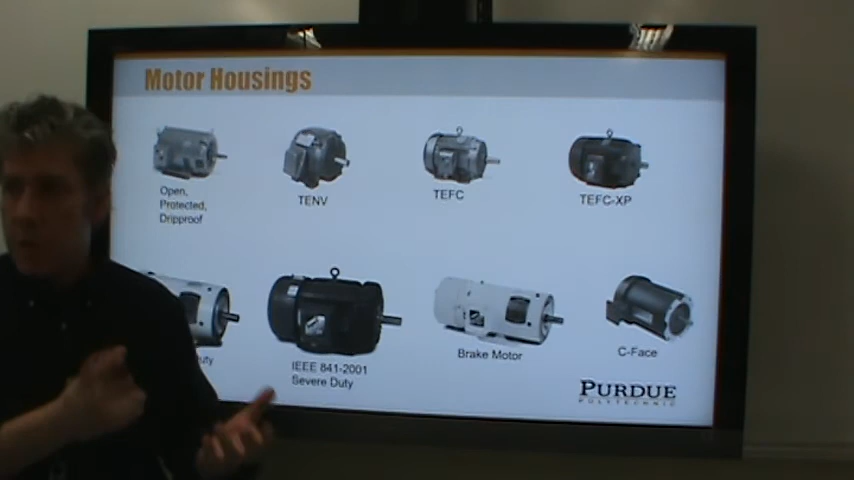 Motor Housings
Open,
Protected,
Dripproof
TENV
TEFC
TEFC-XP
IEEE 841-2001
Severe Duty
Brake Motor
C-Face
PURDUE
POLYTECHNIC